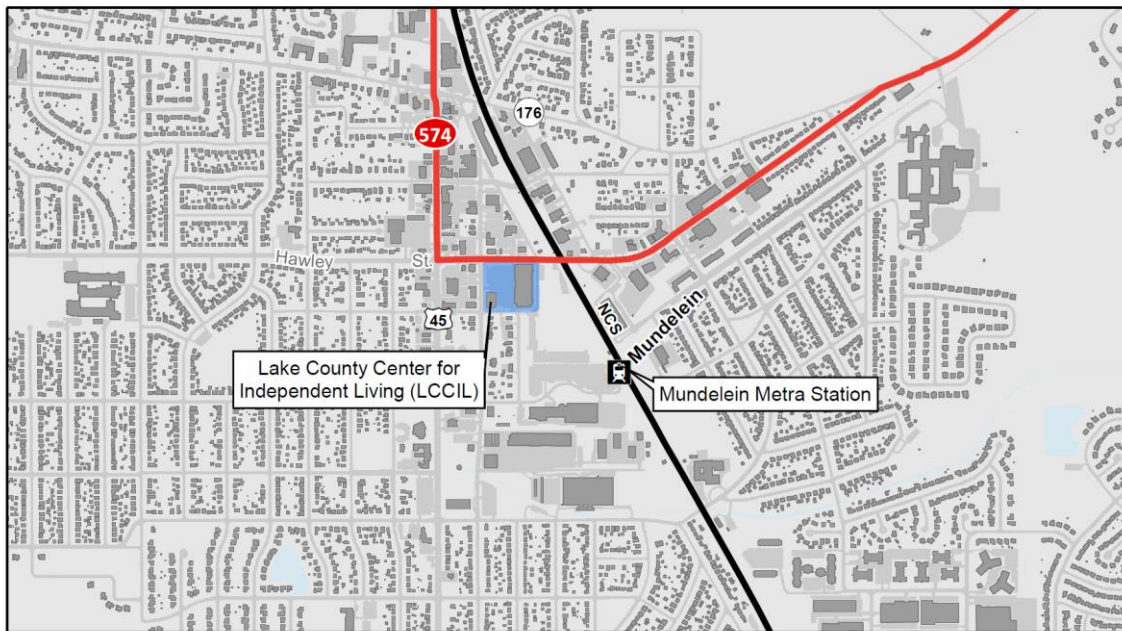 176
574
Hawley St.
45
NCS
Mundelein
Lake County Center for
Independent Living (LCCIL)
Mundelein Metra Station